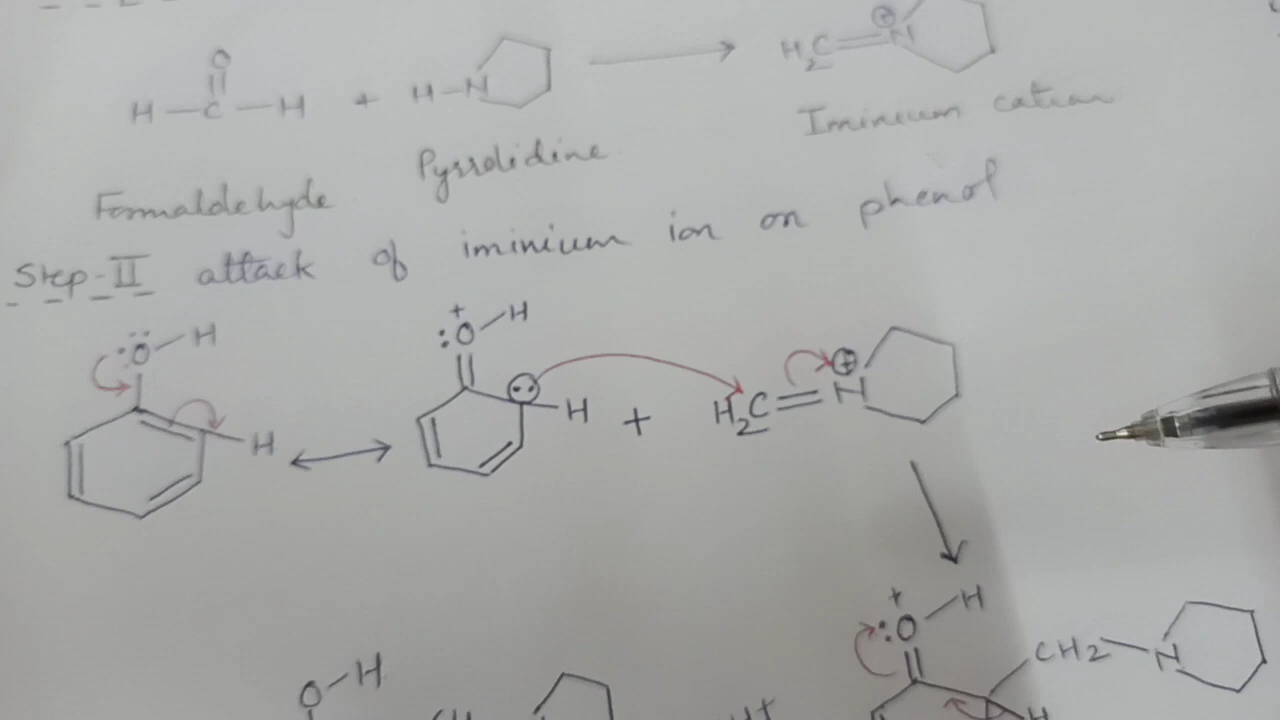 O
H - C - H + H - N → H2C = N ⊕
Formaldehyde Pyrrolidine Iminium cation
Step-II attack of iminium ion on phenol
:Ö - H + :O - H
H ↔ H + H2C = N ⊕
+ :O - H
CH2 - N
O - H
H